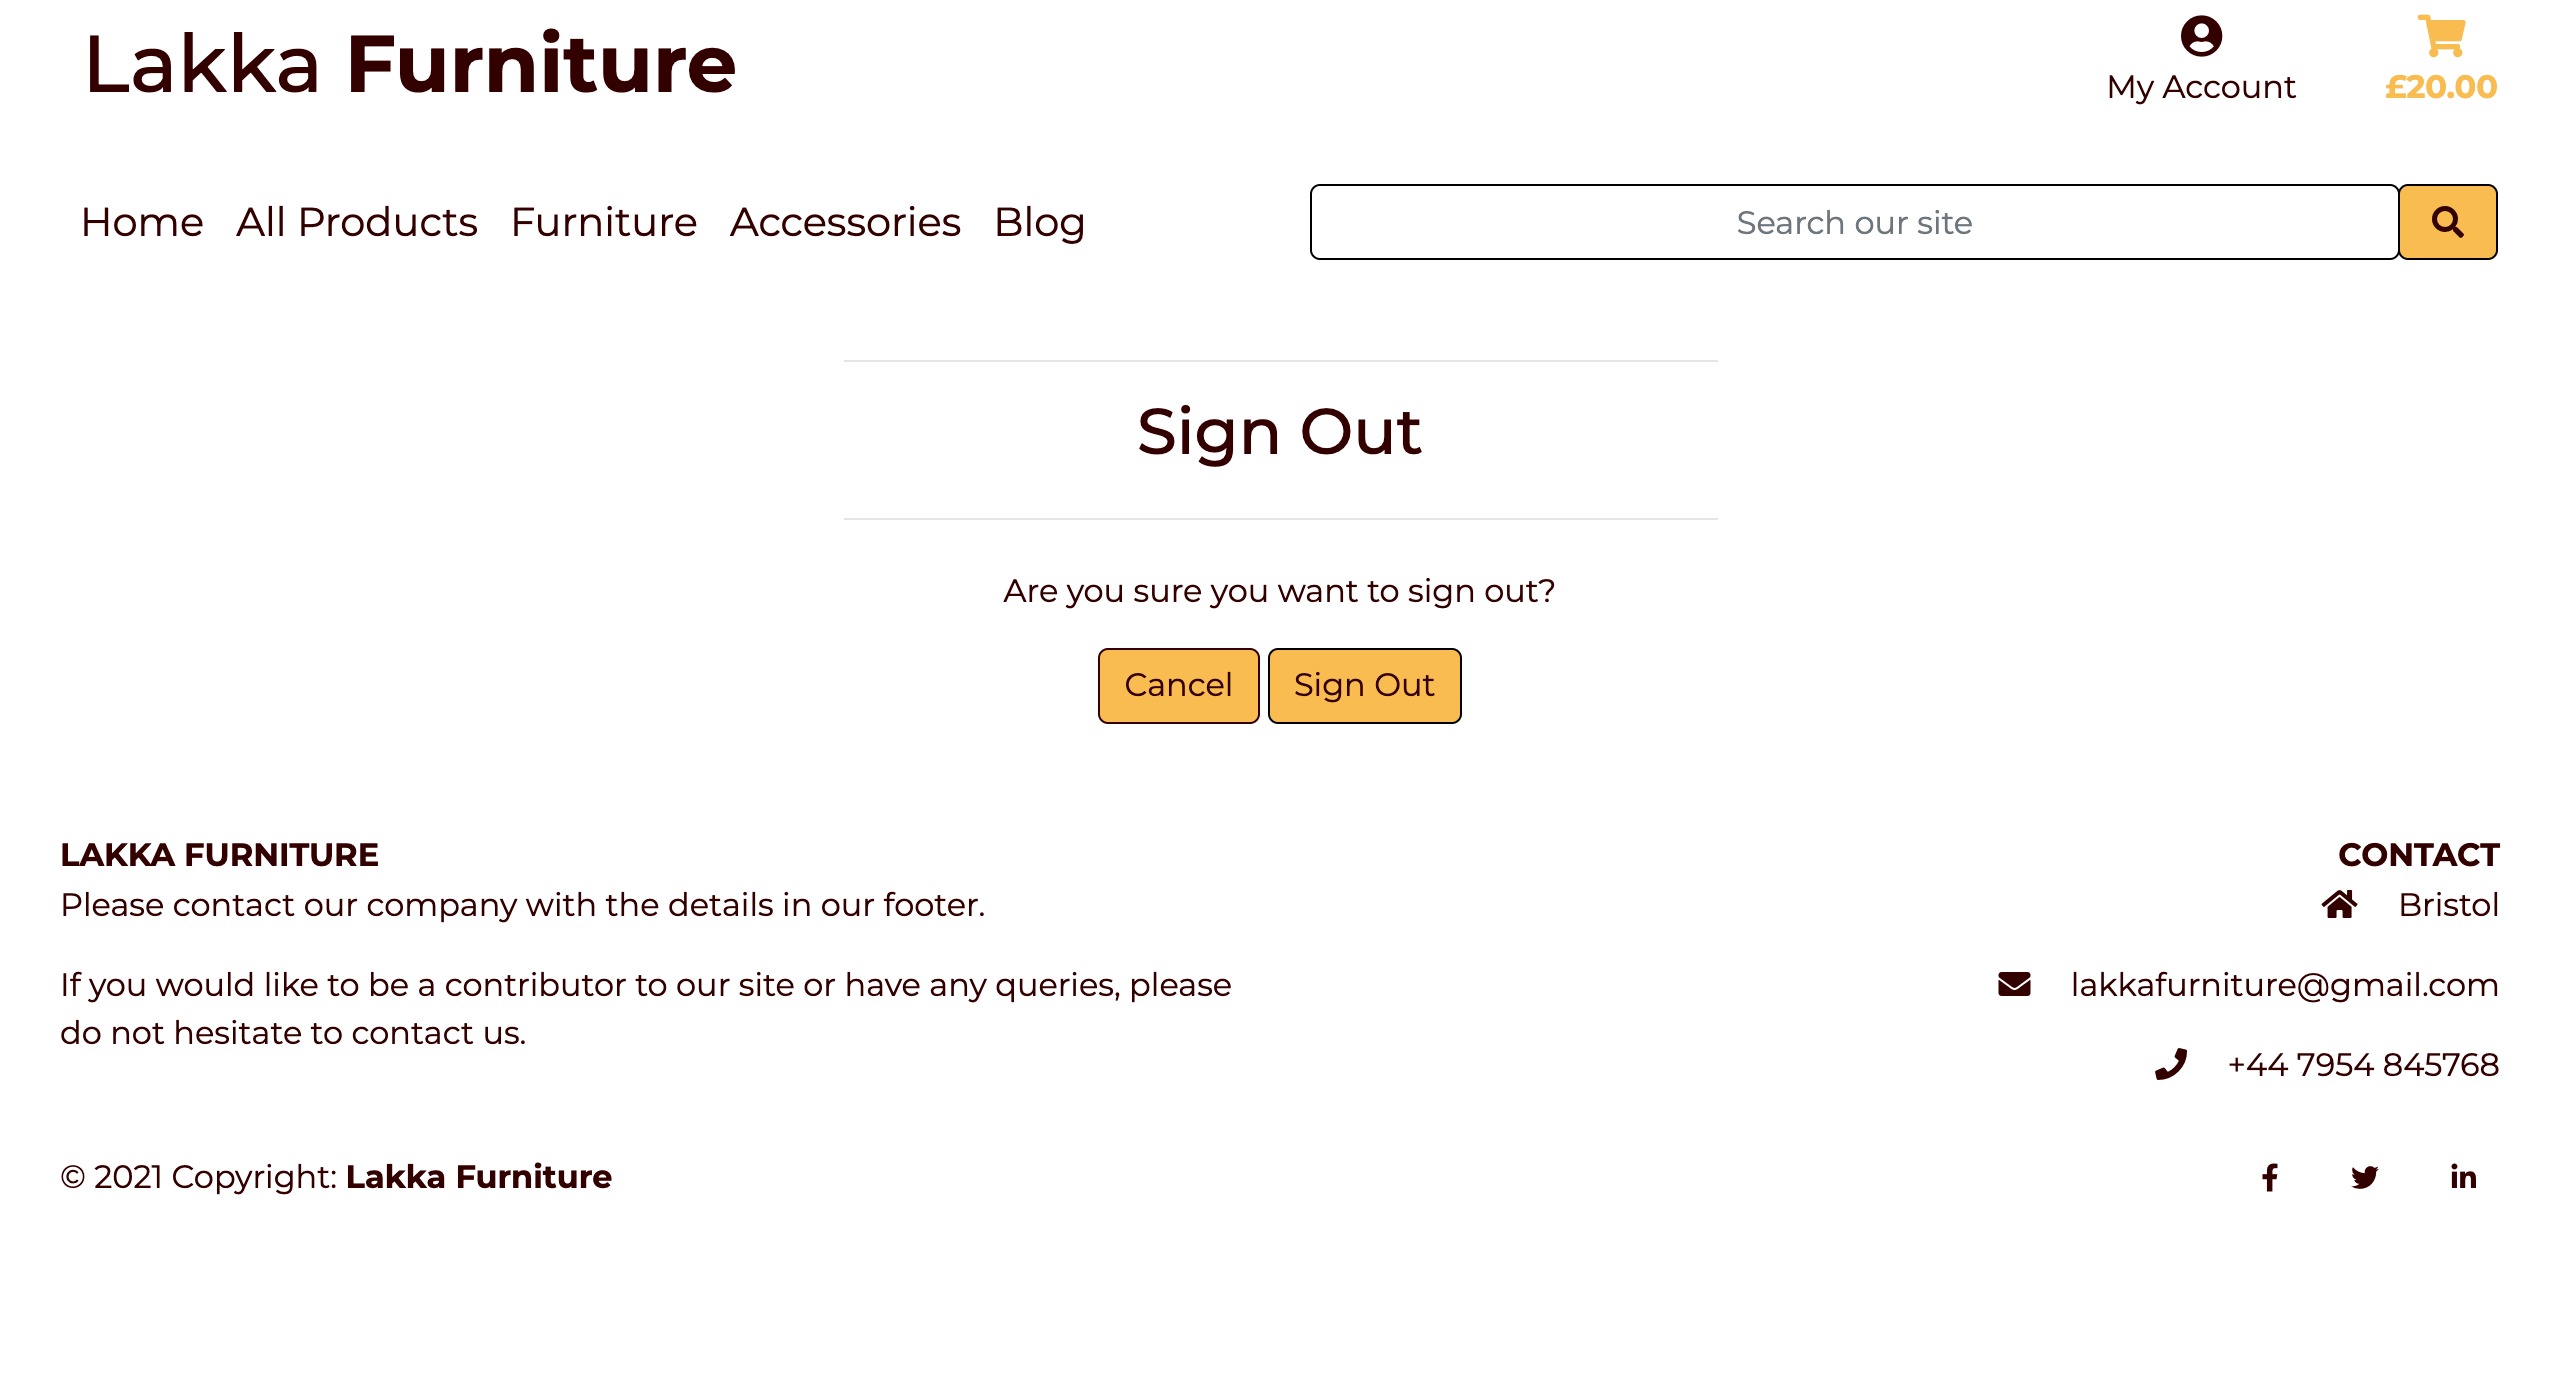 Lakka Furniture
My Account
£20.00
Home All Products Furniture Accessories Blog
Search our site
Sign Out
Are you sure you want to sign out?
Cancel Sign Out
LAKKA FURNITURE
Please contact our company with the details in our footer.
If you would like to be a contributor to our site or have any queries, please
do not hesitate to contact us.
CONTACT
Bristol
lakkafurniture@gmail.com
+44 7954 845768
© 2021 Copyright: Lakka Furniture